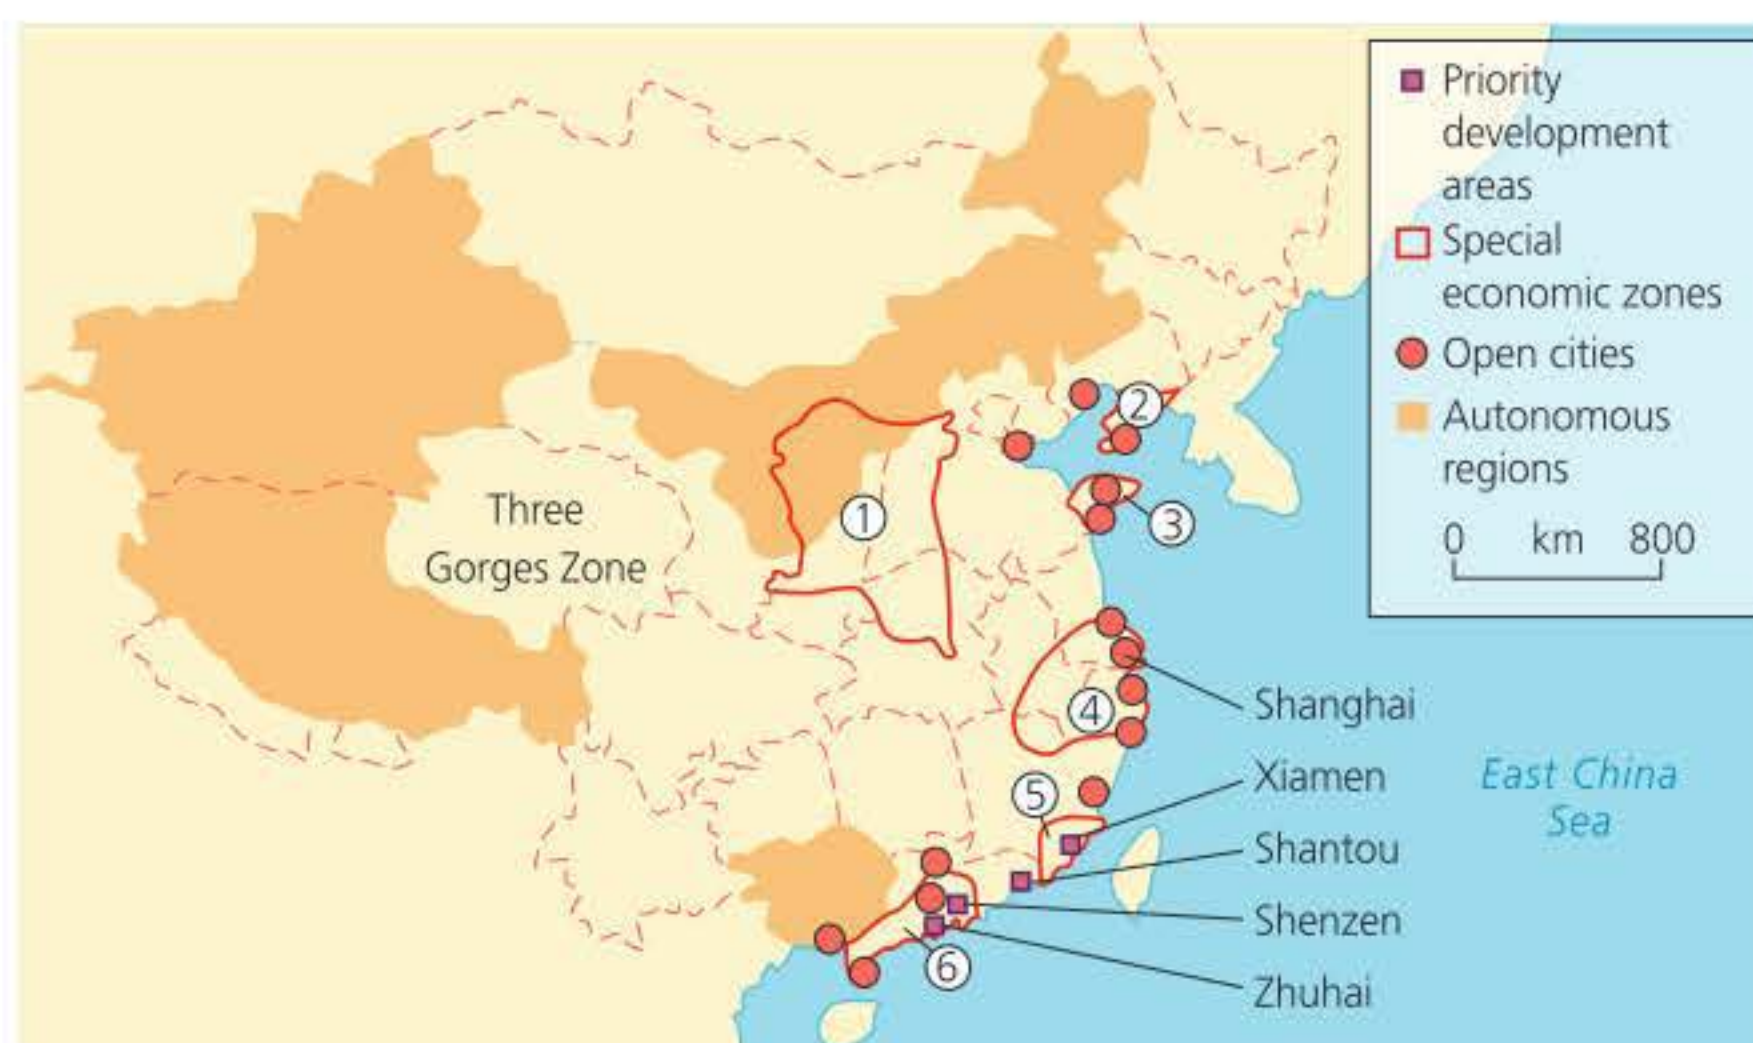 Priority
development
areas
Special
economic zones
Open cities
Autonomous
regions
0 km 800
Three
Gorges Zone
1
2
3
4
5
6
Shanghai
Xiamen
Shantou
Shenzen
Zhuhai
East China
Sea